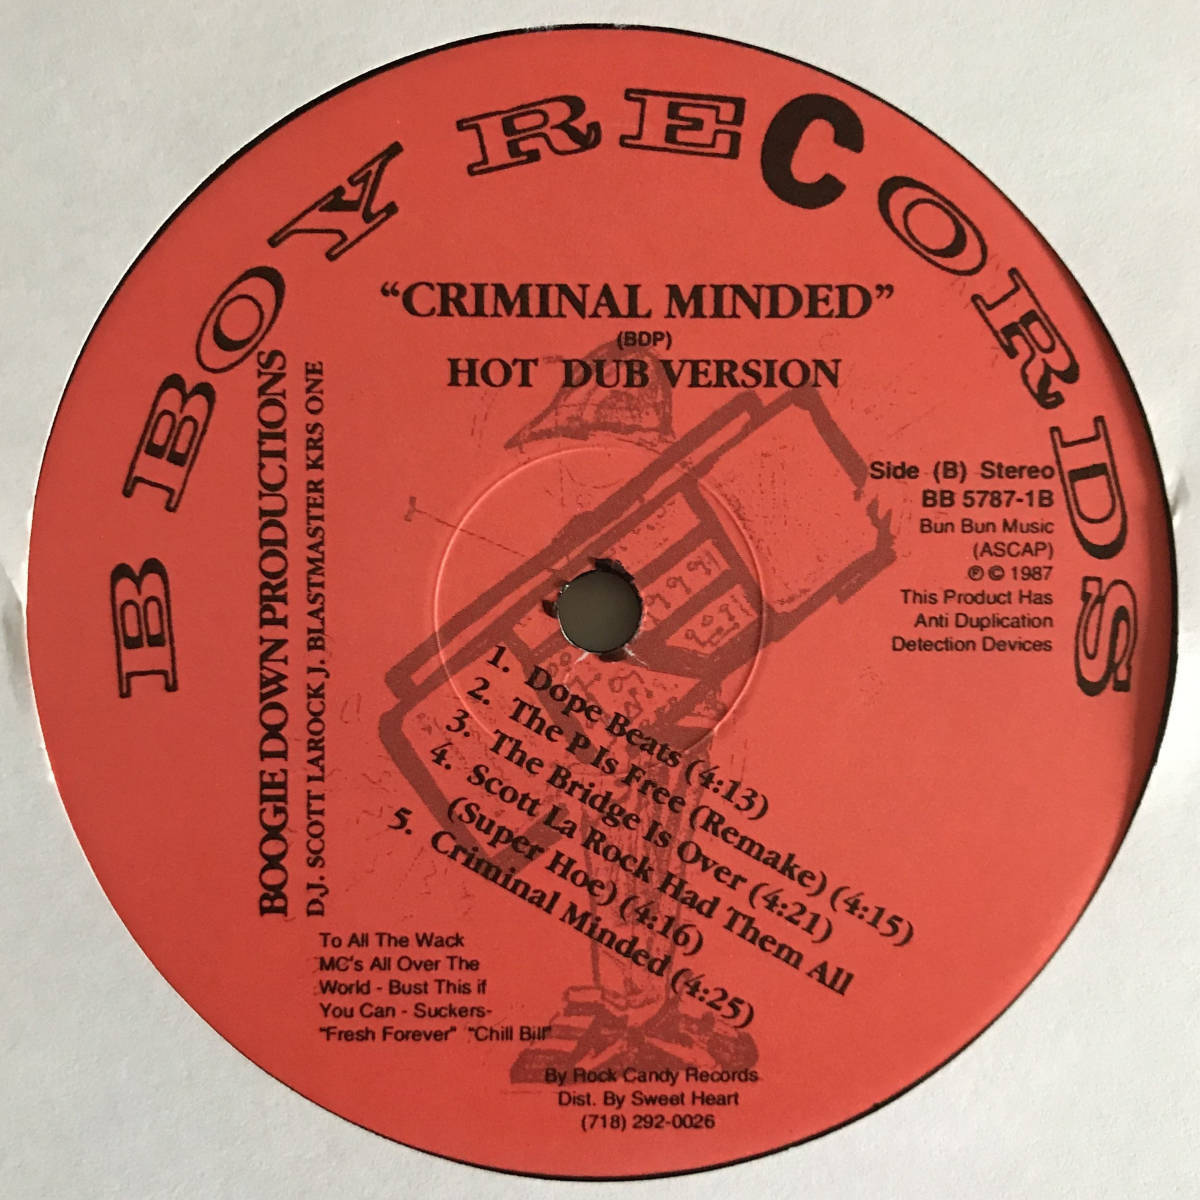 B BOY RECORDS
"CRIMINAL MINDED"
(BDP)
HOT DUB VERSION
BOOGIE DOWN PRODUCTIONS
D.J. SCOTT LAROCK J. BLASTMASTER KRS ONE
Side (B) Stereo
BB 5787-1B
Bun Bun Music
(ASCAP)
℗ © 1987
This Product Has
Anti Duplication
Detection Devices
1. Dope Beats (4:13)
2. The P Is Free (Remake) (4:15)
3. The Bridge Is Over (4:21)
4. Scott La Rock Had Them All
(Super Hoe) (4:16)
5. Criminal Minded (4:25)
To All The Wack
MC's All Over The
World - Bust This if
You Can - Suckers-
"Fresh Forever" "Chill Bill"
By Rock Candy Records
Dist. By Sweet Heart
(718) 292-0026